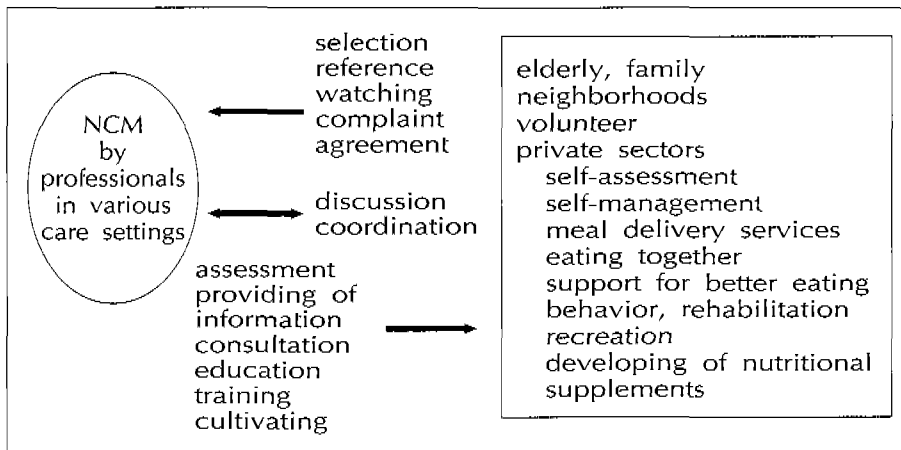 NCM
by
professionals
in various
care settings
selection
reference
watching
complaint
agreement
discussion
coordination
assessment
providing of
information
consultation
education
training
cultivating
elderly, family
neighborhoods
volunteer
private sectors
self-assessment
self-management
meal delivery services
eating together
support for better eating
behavior, rehabilitation
recreation
developing of nutritional
supplements